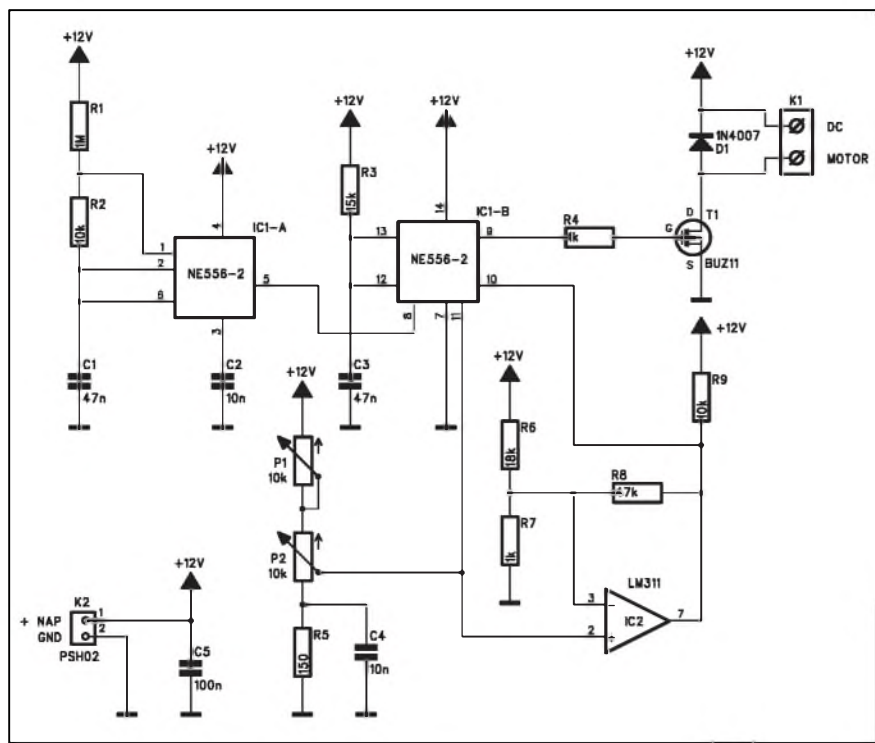 +12V
R1
1M
R2
10k
C1
47n
+12V
4
IC1-A
1
2
6
NE556-2
5
3
C2
10n
+12V
R3
15k
C3
47n
+12V
14
IC1-B
13
12
NE556-2
9
10
8
7
11
R4
1k
+12V
1N4007
D1
K1
DC
MOTOR
D
G
S
T1
BUZ11
+12V
R9
10k
+12V
R6
18k
R7
1k
R8
47k
LM311
3
2
IC2
7
+12V
P1
10k
P2
10k
R5
150
C4
10n
+12V
K2
1
2
+ NAP
GND
PSH02
C5
100n